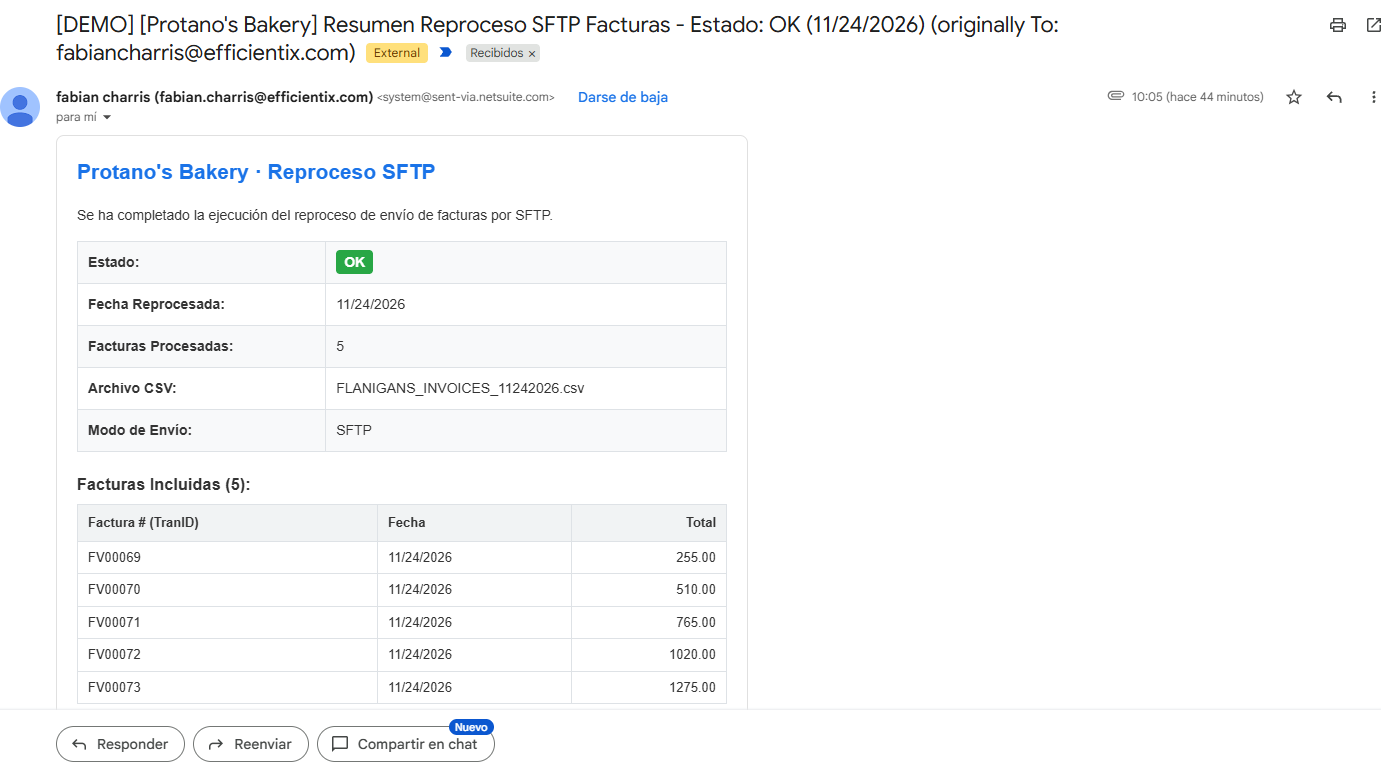 [DEMO] [Protano's Bakery] Resumen Reproceso SFTP Facturas - Estado: OK (11/24/2026) (originally To:
fabiancharris@efficientix.com) External Recibidos ×
fabian charris (fabian.charris@efficientix.com) <system@sent-via.netsuite.com> Darse de baja 10:05 (hace 44 minutos)
para mí
Protano's Bakery · Reproceso SFTP
Se ha completado la ejecución del reproceso de envío de facturas por SFTP.
Estado: OK
Fecha Reprocesada: 11/24/2026
Facturas Procesadas: 5
Archivo CSV: FLANIGANS_INVOICES_11242026.csv
Modo de Envío: SFTP
Facturas Incluidas (5):
Factura # (TranID) Fecha Total
FV00069 11/24/2026 255.00
FV00070 11/24/2026 510.00
FV00071 11/24/2026 765.00
FV00072 11/24/2026 1020.00
FV00073 11/24/2026 1275.00
Nuevo
Responder Reenviar Compartir en chat